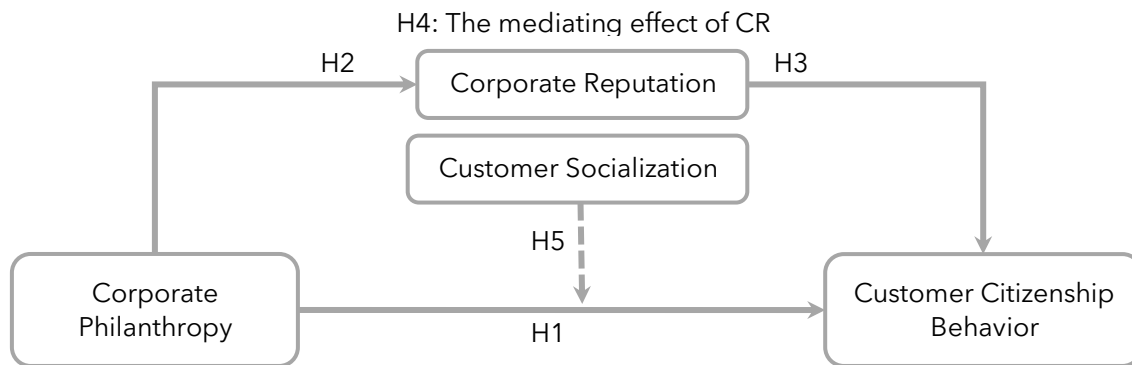 H4: The mediating effect of CR
H2
Corporate Reputation
H3
Customer Socialization
H5
Corporate
Philanthropy
H1
Customer Citizenship
Behavior